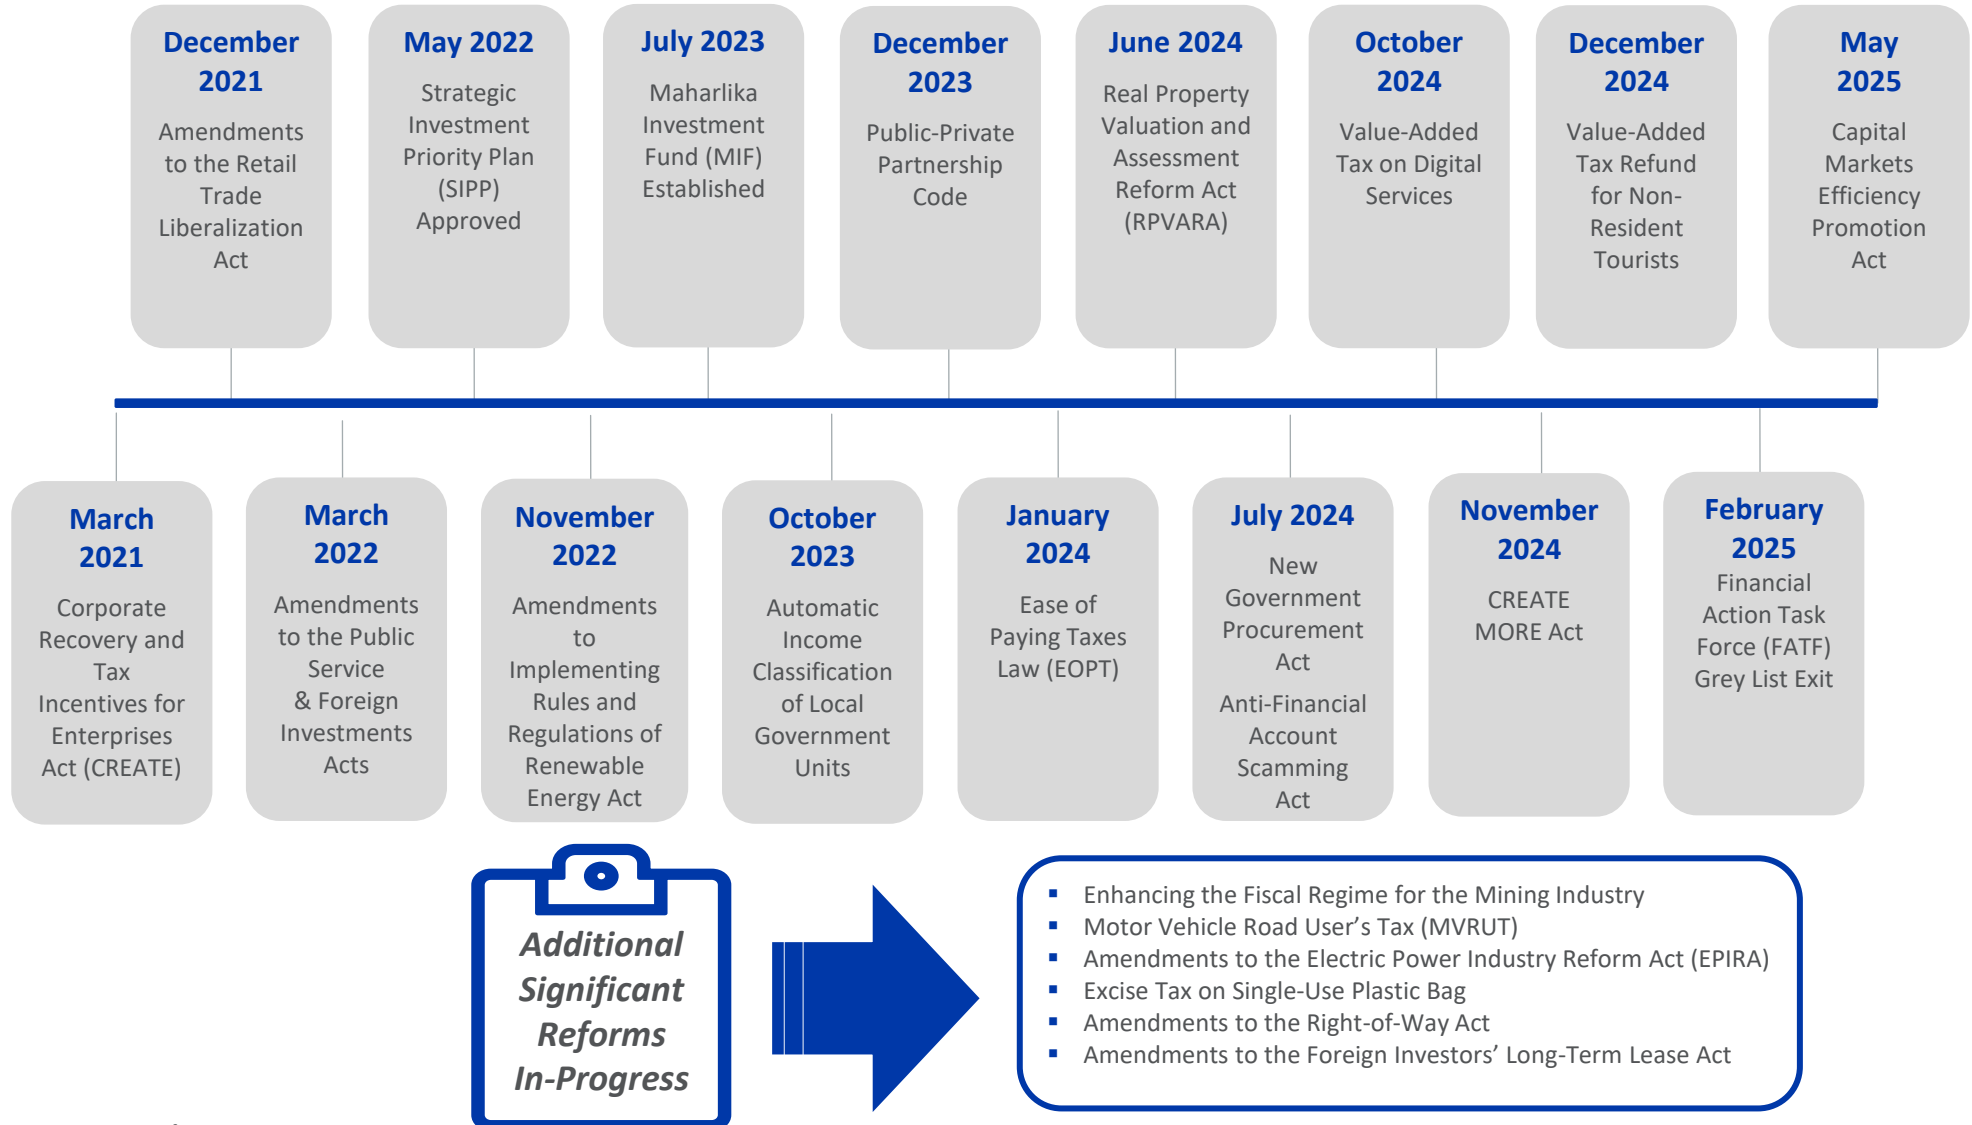 December
2021
Amendments
to the Retail
Trade
Liberalization
Act
May 2022
Strategic
Investment
Priority Plan
(SIPP)
Approved
July 2023
Maharlika
Investment
Fund (MIF)
Established
December
2023
Public-Private
Partnership
Code
June 2024
Real Property
Valuation and
Assessment
Reform Act
(RPVARA)
October
2024
Value-Added
Tax on Digital
Services
December
2024
Value-Added
Tax Refund
for Non-
Resident
Tourists
May
2025
Capital
Markets
Efficiency
Promotion
Act
March
2021
Corporate
Recovery and
Tax
Incentives for
Enterprises
Act (CREATE)
March
2022
Amendments
to the Public
Service
& Foreign
Investments
Acts
November
2022
Amendments
to
Implementing
Rules and
Regulations of
Renewable
Energy Act
October
2023
Automatic
Income
Classification
of Local
Government
Units
January
2024
Ease of
Paying Taxes
Law (EOPT)
July 2024
New
Government
Procurement
Act
Anti-Financial
Account
Scamming
Act
November
2024
CREATE
MORE Act
February
2025
Financial
Action Task
Force (FATF)
Grey List Exit
Additional
Significant
Reforms
In-Progress
▪ Enhancing the Fiscal Regime for the Mining Industry
▪ Motor Vehicle Road User’s Tax (MVRUT)
▪ Amendments to the Electric Power Industry Reform Act (EPIRA)
▪ Excise Tax on Single-Use Plastic Bag
▪ Amendments to the Right-of-Way Act
▪ Amendments to the Foreign Investors’ Long-Term Lease Act